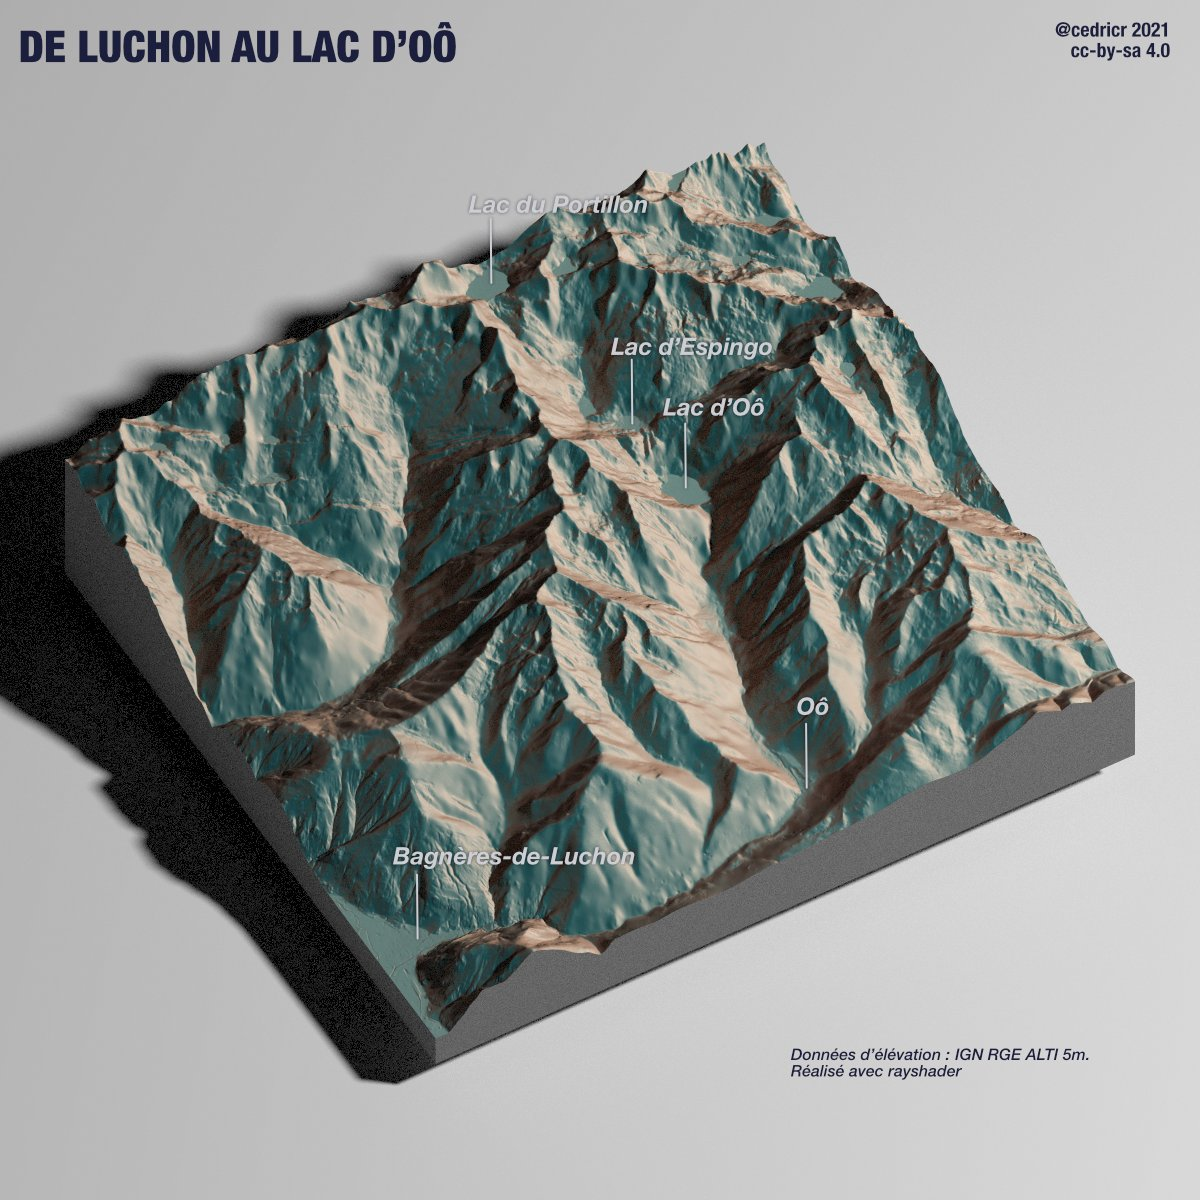 DE LUCHON AU LAC D’OÔ
@cedricr 2021
cc-by-sa 4.0
Lac du Portillon
Lac d’Espingo
Lac d’Oô
Oô
Bagnères-de-Luchon
Données d’élévation : IGN RGE ALTI 5m.
Réalisé avec rayshader